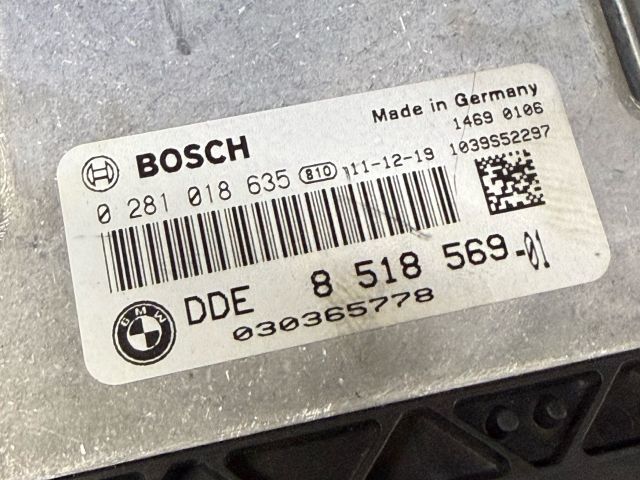 Made in Germany
1469 0106
BOSCH
0 281 018 635 810 11-12-19 1039S52297
BMW
DDE 8 518 569-01
030365778